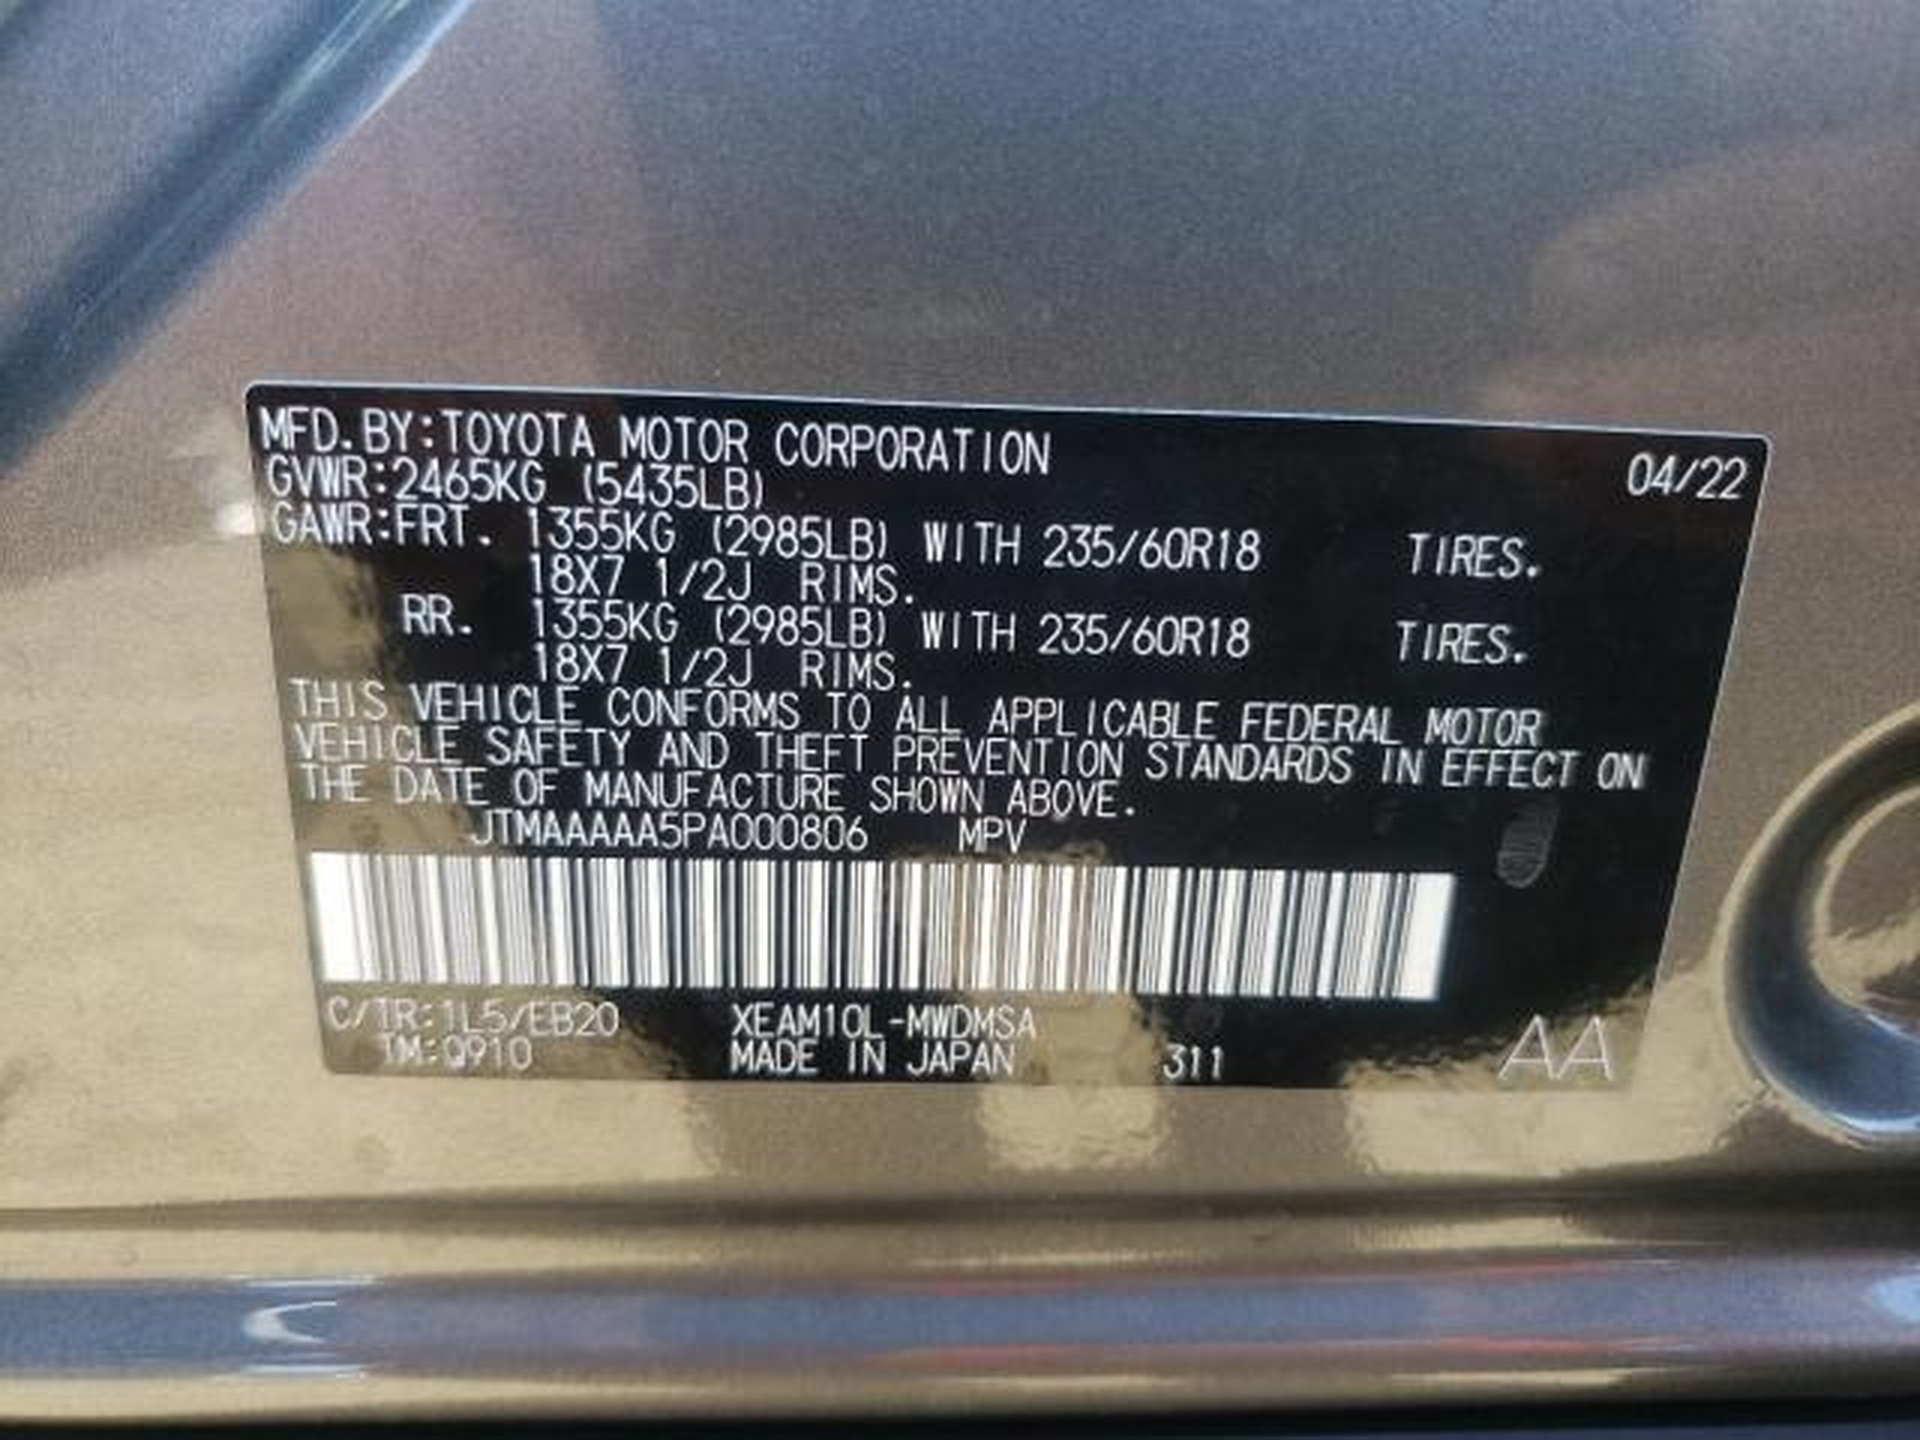 MFD.BY:TOYOTA MOTOR CORPORATION 04/22
GVWR:2465KG (5435LB)
GAWR:FRT. 1355KG (2985LB) WITH 235/60R18 TIRES.
18X7 1/2J RIMS.
RR. 1355KG (2985LB) WITH 235/60R18 TIRES.
18X7 1/2J RIMS.
THIS VEHICLE CONFORMS TO ALL APPLICABLE FEDERAL MOTOR
VEHICLE SAFETY AND THEFT PREVENTION STANDARDS IN EFFECT ON
THE DATE OF MANUFACTURE SHOWN ABOVE.
JTMAAAAA5PA000806 MPV
C/TR:1L5/EB20 XEAM10L-MWDMSA
TM:Q910 MADE IN JAPAN 311 AA